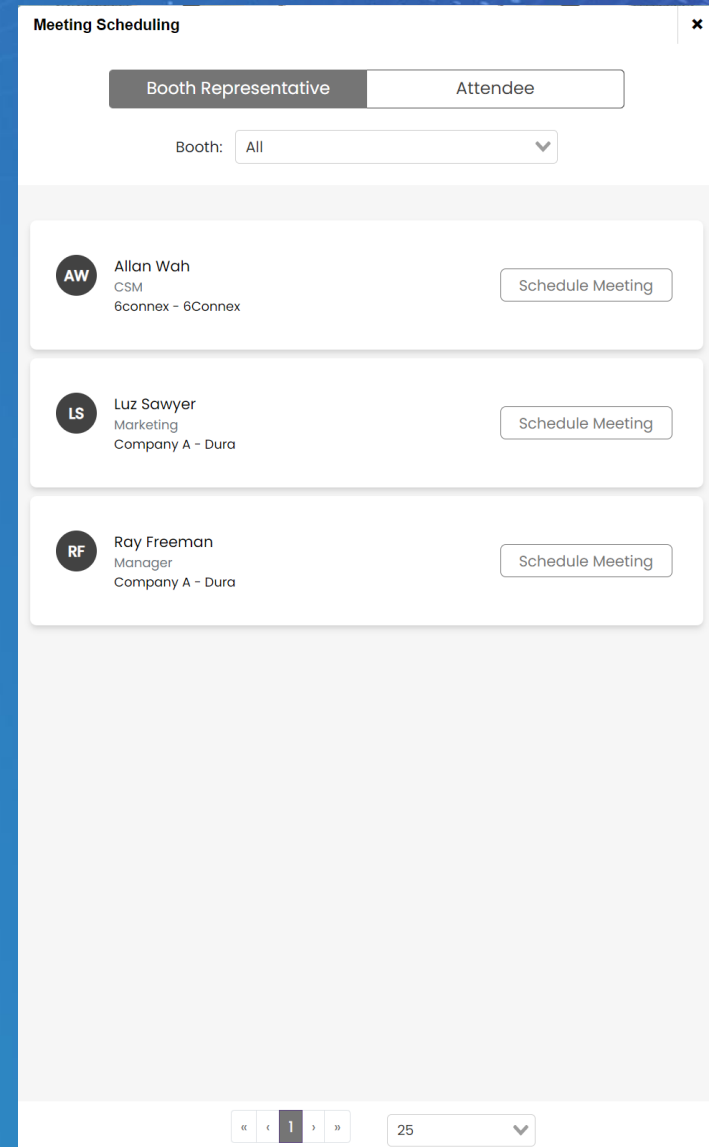 Meeting Scheduling
Booth Representative Attendee
Booth: All
AW
Allan Wah
CSM
6connex - 6Connex
Schedule Meeting
LS
Luz Sawyer
Marketing
Company A - Dura
Schedule Meeting
RF
Ray Freeman
Manager
Company A - Dura
Schedule Meeting
« ‹ 1 › » 25